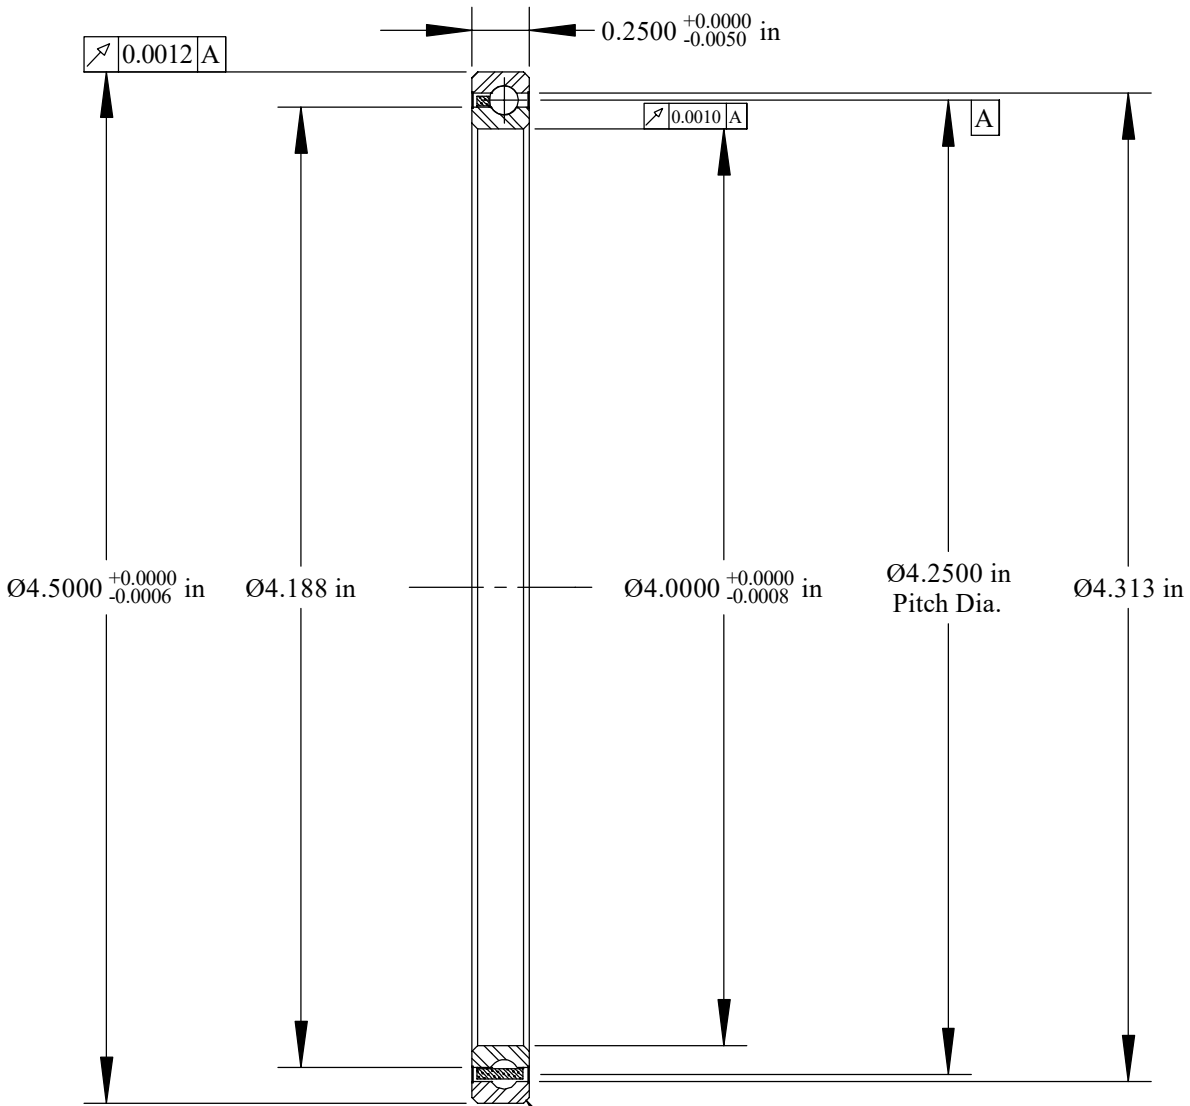 0.2500 +0.0000 -0.0050 in
0.0012 A
0.0010 A
A
Ø4.5000 +0.0000 -0.0006 in
Ø4.188 in
Ø4.0000 +0.0000 -0.0008 in
Ø4.2500 in
Pitch Dia.
Ø4.313 in